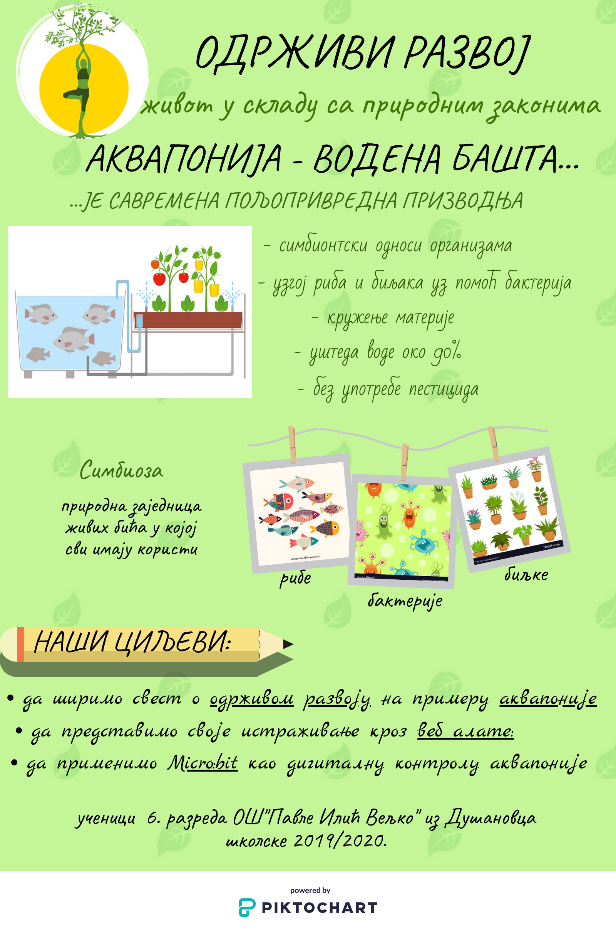 ОДРЖИВИ РАЗВОЈ
живот у складу са природним законима
АКВАПОНИЈА - ВОДЕНА БАШТА...
...ЈЕ САВРЕМЕНА ПОЉОПРИВРЕДНА ПРИЗВОДЊА
- симбионтски односи организама
- узгој риба и биљака уз помоћ бактерија
- кружење материје
- уштеда воде око 90%
- без употребе пестицида
Симбиоза
природна заједница
живих бића у којој
сви имају користи
рибе
бактерије
биљке
НАШИ ЦИЉЕВИ:
• да ширимо свест о одрживом развоју, на примеру аквапоније
• да представимо своје истраживање кроз веб алате:
• да применимо Micro:bit као дигиталну контролу аквапоније
ученици 6. разреда ОШ"Павле Илић Вељко" из Душановца
школске 2019/2020.
powered by
PIKTOCHART